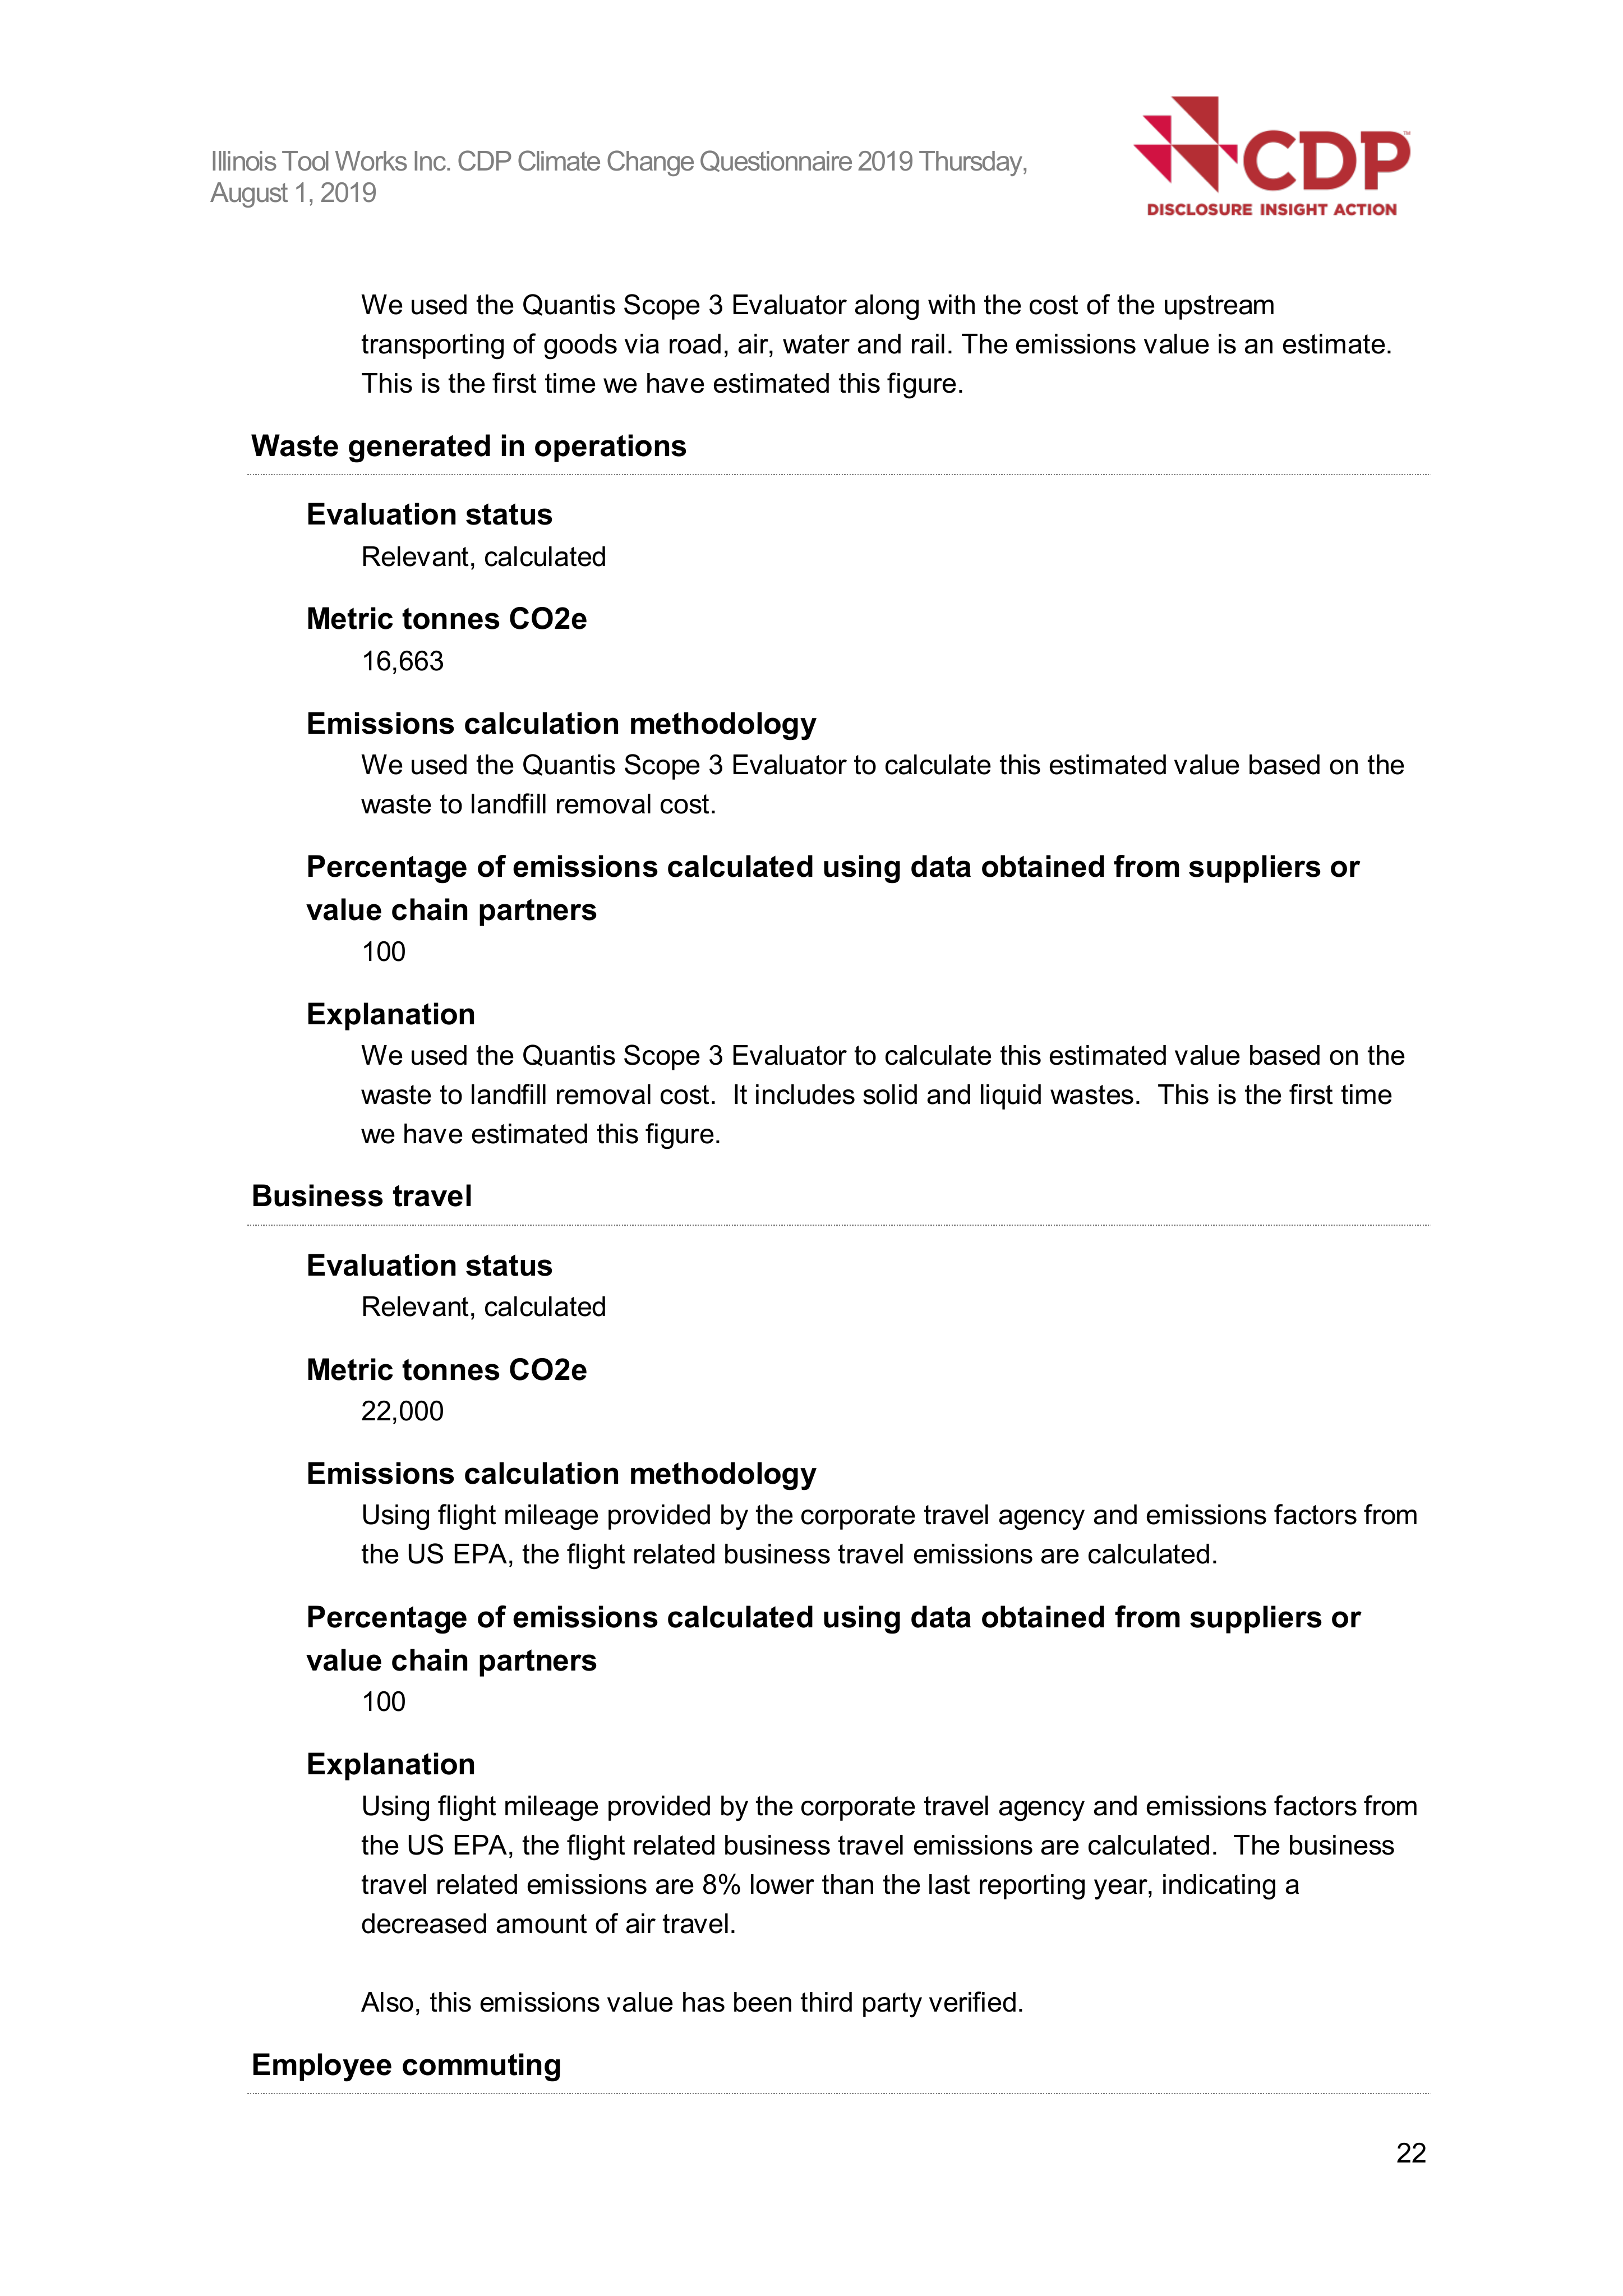 Illinois Tool Works Inc. CDP Climate Change Questionnaire 2019 Thursday,
August 1, 2019
CDP™
DISCLOSURE INSIGHT ACTION
We used the Quantis Scope 3 Evaluator along with the cost of the upstream
transporting of goods via road, air, water and rail. The emissions value is an estimate.
This is the first time we have estimated this figure.
Waste generated in operations
Evaluation status
Relevant, calculated
Metric tonnes CO2e
16,663
Emissions calculation methodology
We used the Quantis Scope 3 Evaluator to calculate this estimated value based on the
waste to landfill removal cost.
Percentage of emissions calculated using data obtained from suppliers or
value chain partners
100
Explanation
We used the Quantis Scope 3 Evaluator to calculate this estimated value based on the
waste to landfill removal cost.  It includes solid and liquid wastes.  This is the first time
we have estimated this figure.
Business travel
Evaluation status
Relevant, calculated
Metric tonnes CO2e
22,000
Emissions calculation methodology
Using flight mileage provided by the corporate travel agency and emissions factors from
the US EPA, the flight related business travel emissions are calculated.
Percentage of emissions calculated using data obtained from suppliers or
value chain partners
100
Explanation
Using flight mileage provided by the corporate travel agency and emissions factors from
the US EPA, the flight related business travel emissions are calculated.  The business
travel related emissions are 8% lower than the last reporting year, indicating a
decreased amount of air travel.
Also, this emissions value has been third party verified.
Employee commuting
22